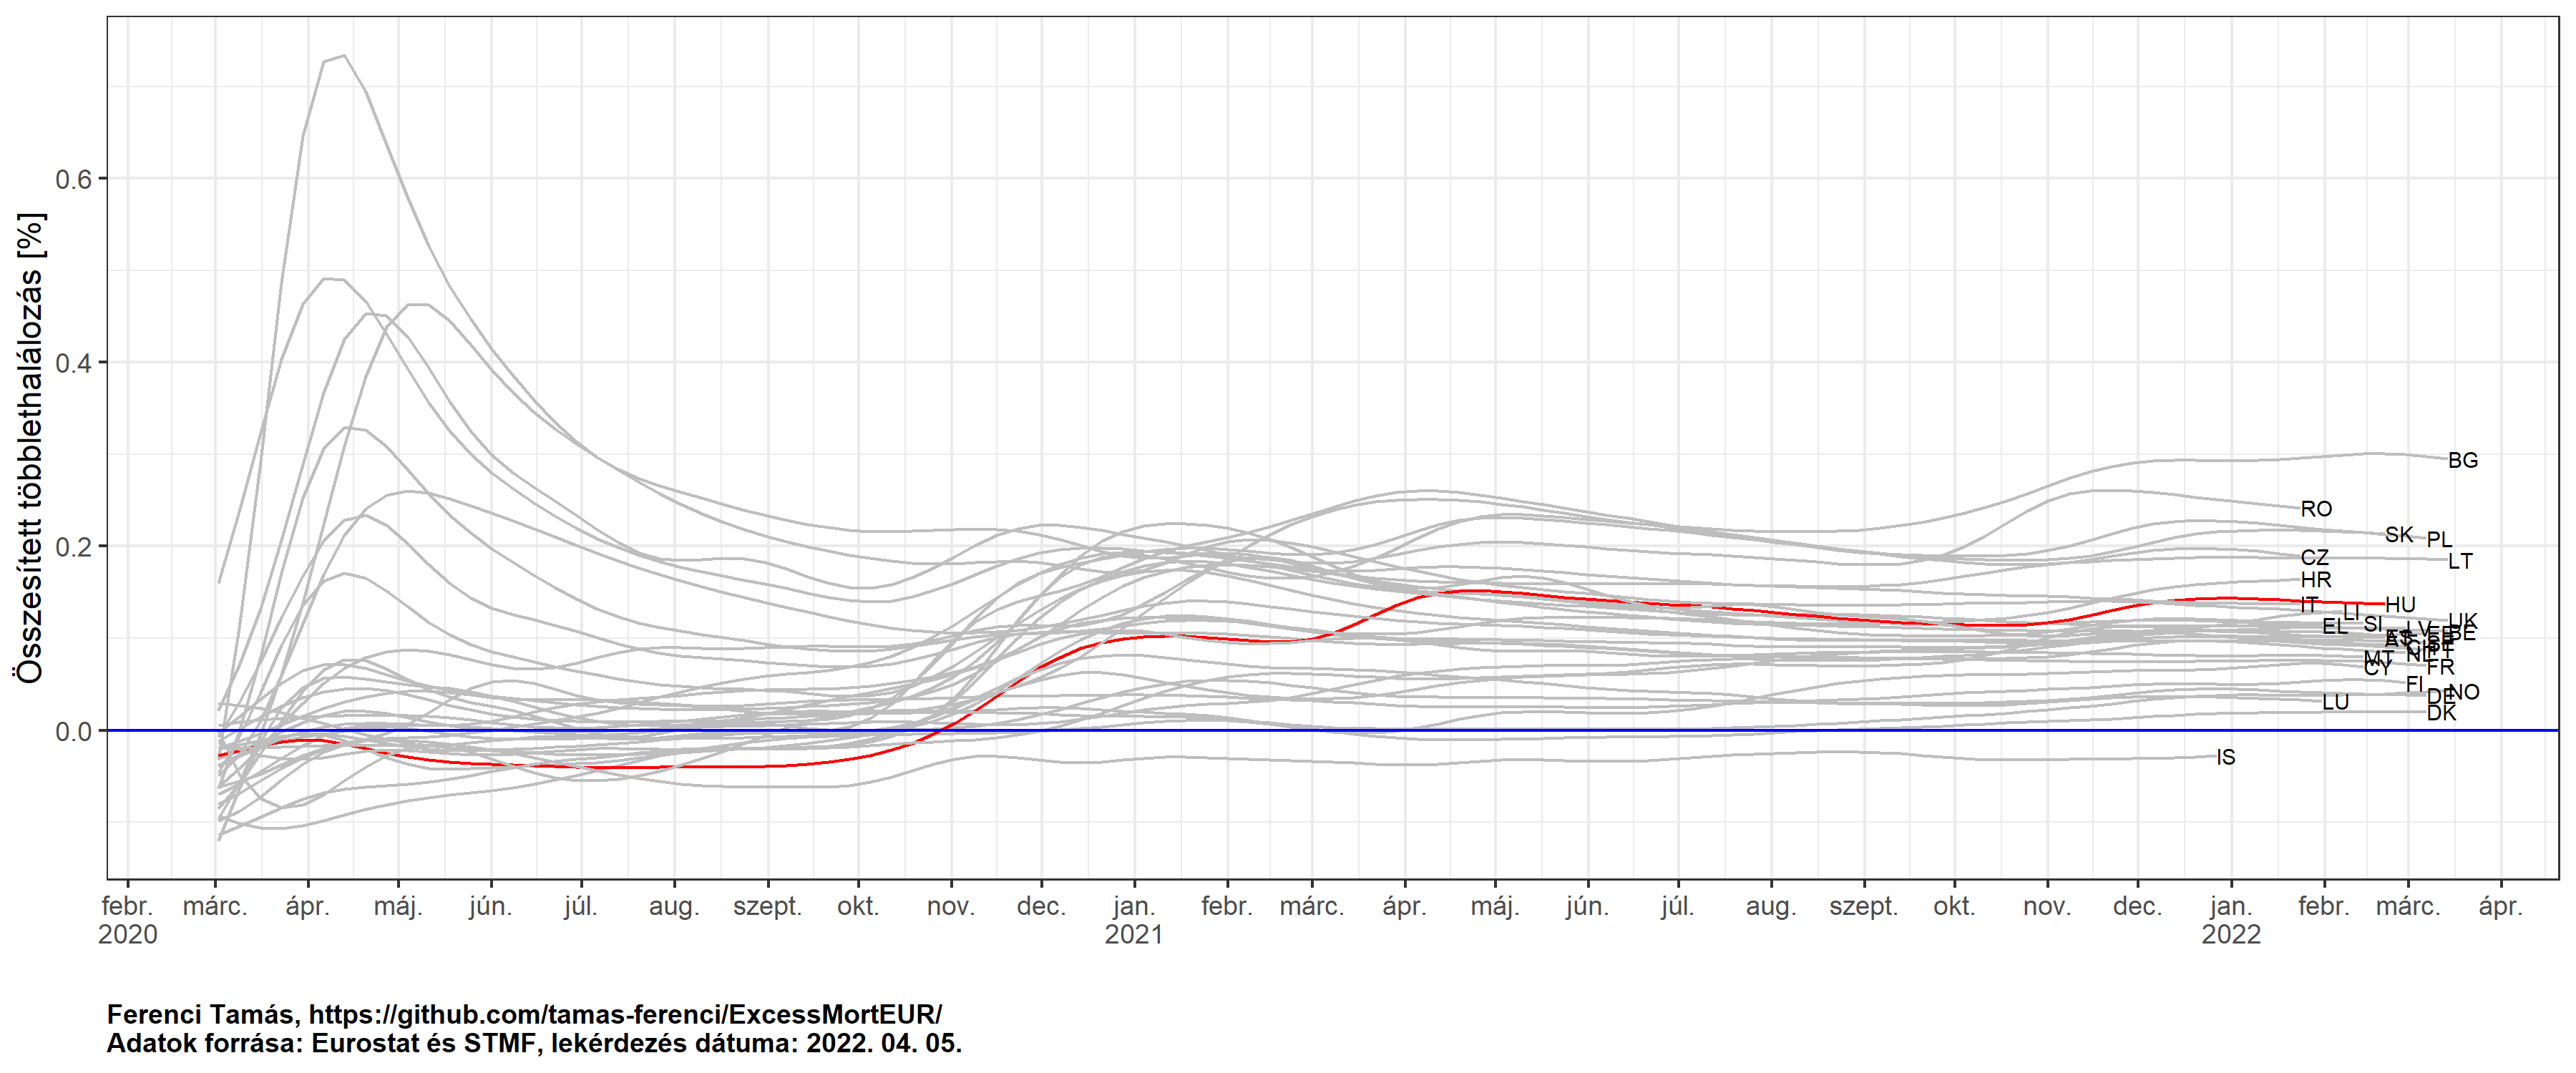 Összesített többlethalálozás [%]
0.6
0.4
0.2
0.0
BG
RO
SK
PL
CZ
LT
HR
IT
LI
HU
SI
UK
EL
LV
BE
MT
NL
CY
FR
FI
DE
NO
LU
DK
IS
febr. márc. ápr. máj. jún. júl. aug. szept. okt. nov. dec. jan. febr. márc. ápr. máj. jún. júl. aug. szept. okt. nov. dec. jan. febr. márc. ápr.
2020 2021 2022
Ferenci Tamás, https://github.com/tamas-ferenci/ExcessMortEUR/
Adatok forrása: Eurostat és STMF, lekérdezés dátuma: 2022. 04. 05.